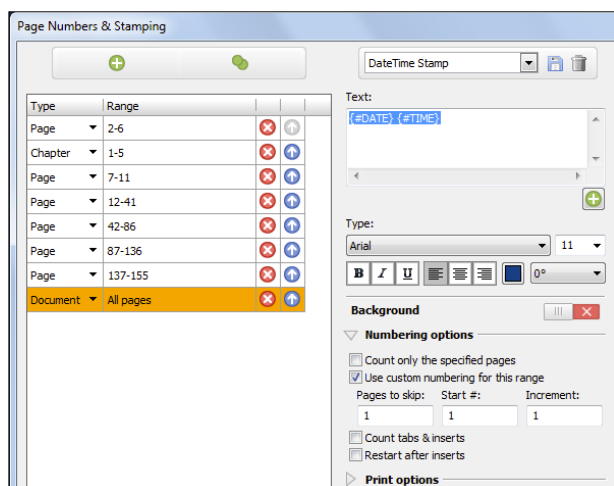 Page Numbers & Stamping
DateTime Stamp
Type Range
Page 2-6
Chapter 1-5
Page 7-11
Page 12-41
Page 42-86
Page 87-136
Page 137-155
Document All pages
Text:
{#DATE} {#TIME}
Type:
Arial 11
B I U 0°
Background
Numbering options
Count only the specified pages
Use custom numbering for this range
Pages to skip: Start #: Increment:
1 1 1
Count tabs & inserts
Restart after inserts
Print options